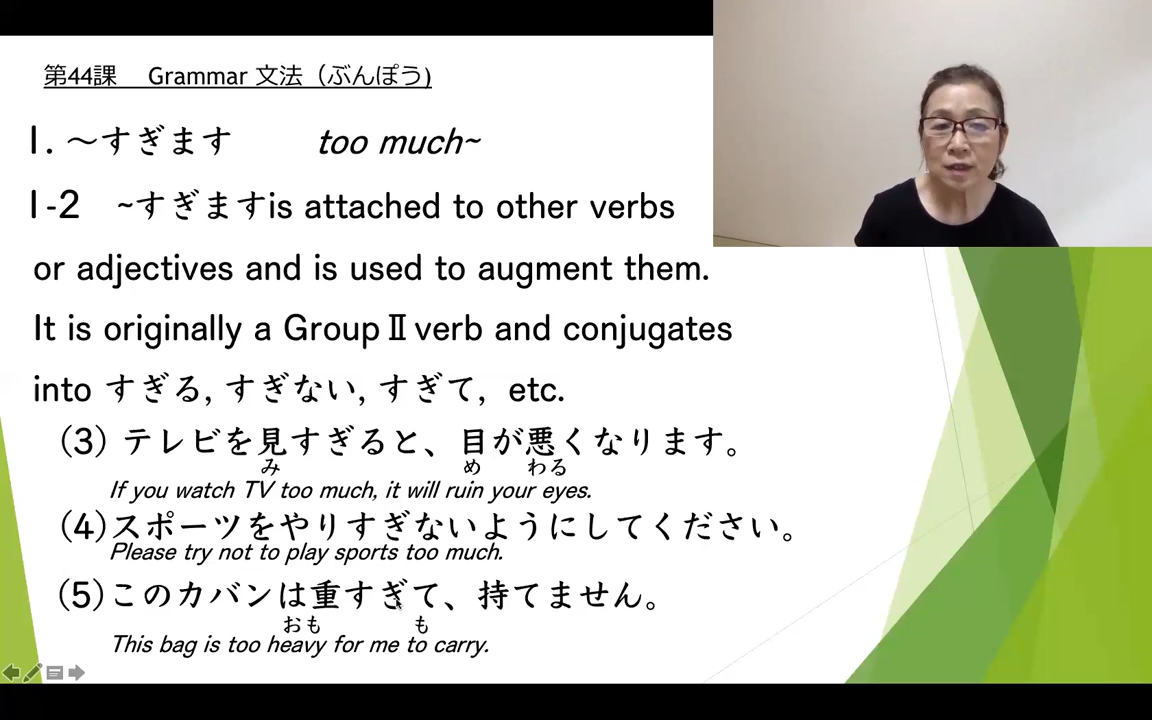 第44課 Grammar 文法（ぶんぽう)
1. ～すぎます too much~
1-2 ~すぎますis attached to other verbs
or adjectives and is used to augment them.
It is originally a GroupⅡverb and conjugates
into すぎる, すぎない, すぎて, etc.
(3) テレビを見すぎると、目が悪くなります。
み め わる
If you watch TV too much, it will ruin your eyes.
(4)スポーツをやりすぎないようにしてください。
Please try not to play sports too much.
(5)このカバンは重すぎて、持てません。
おも も
This bag is too heavy for me to carry.